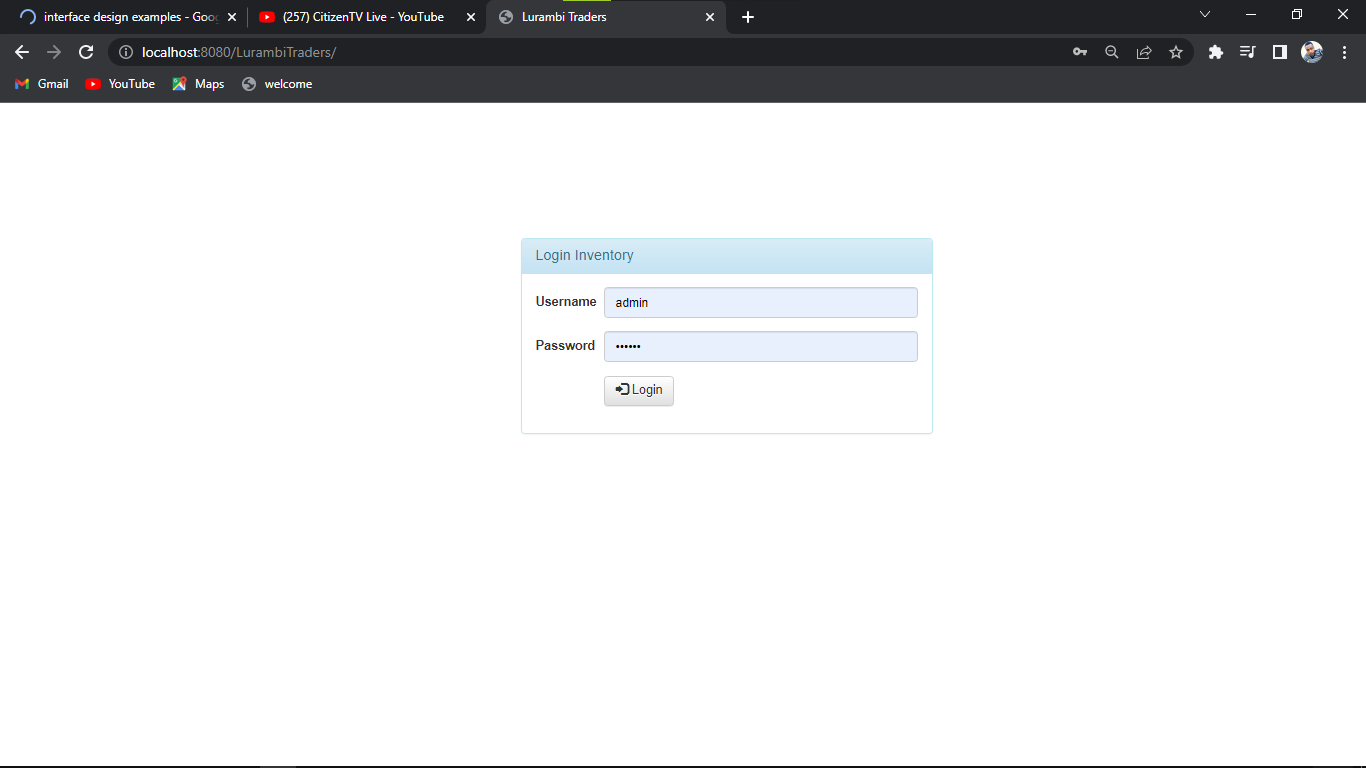 interface design examples - Goo
(257) CitizenTV Live - YouTube
Lurambi Traders
localhost:8080/LurambiTraders/
Gmail
YouTube
Maps
welcome
Login Inventory
Username
admin
Password
••••••
Login